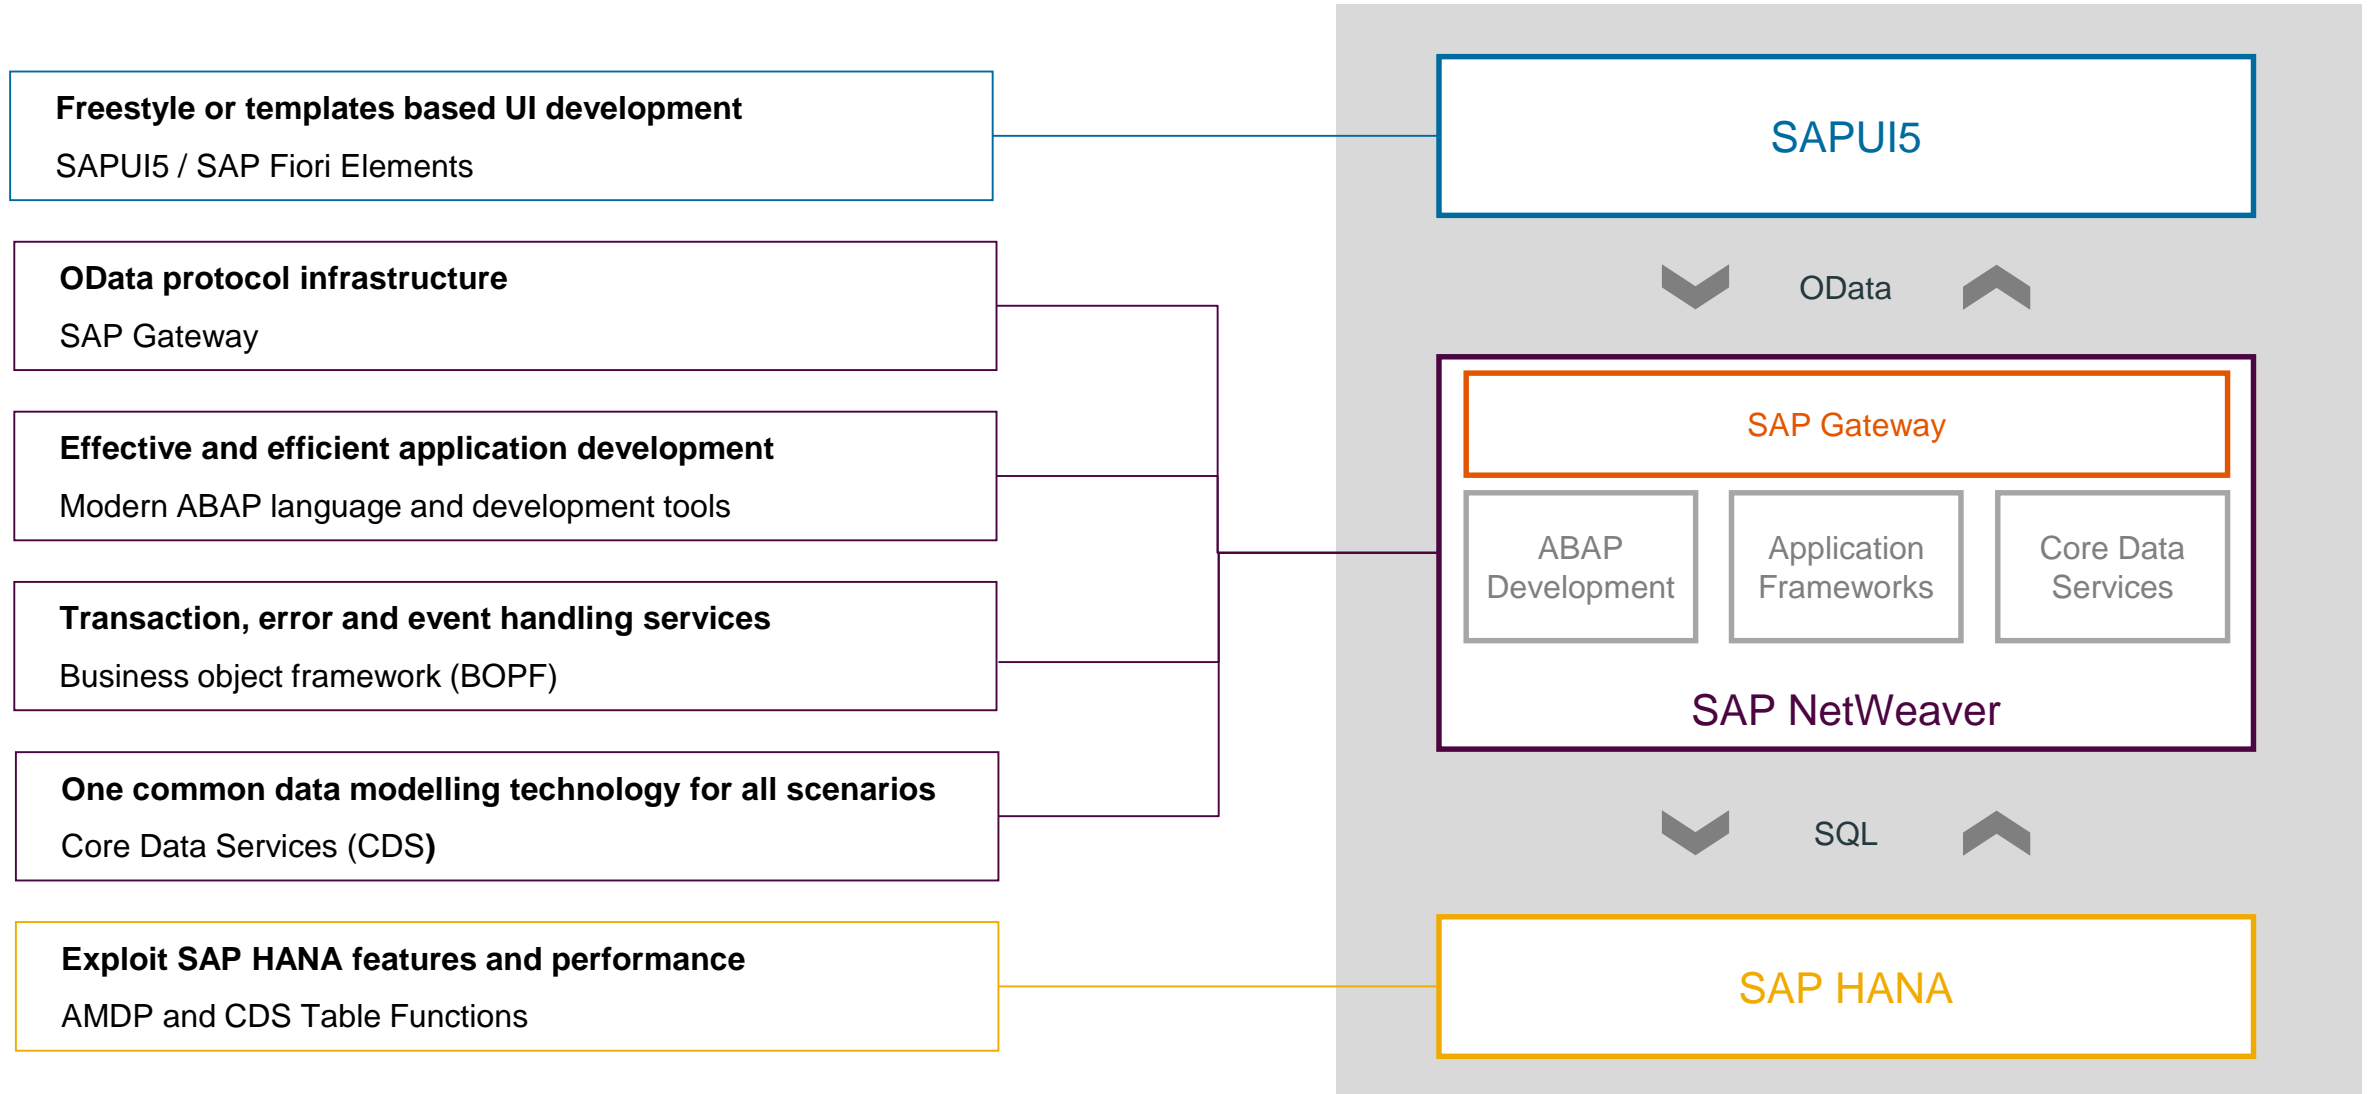 Freestyle or templates based UI development
SAPUI5 / SAP Fiori Elements
OData protocol infrastructure
SAP Gateway
Effective and efficient application development
Modern ABAP language and development tools
Transaction, error and event handling services
Business object framework (BOPF)
One common data modelling technology for all scenarios
Core Data Services (CDS)
Exploit SAP HANA features and performance
AMDP and CDS Table Functions
SAPUI5
OData
SAP Gateway
ABAP
Development
Application
Frameworks
Core Data
Services
SAP NetWeaver
SQL
SAP HANA